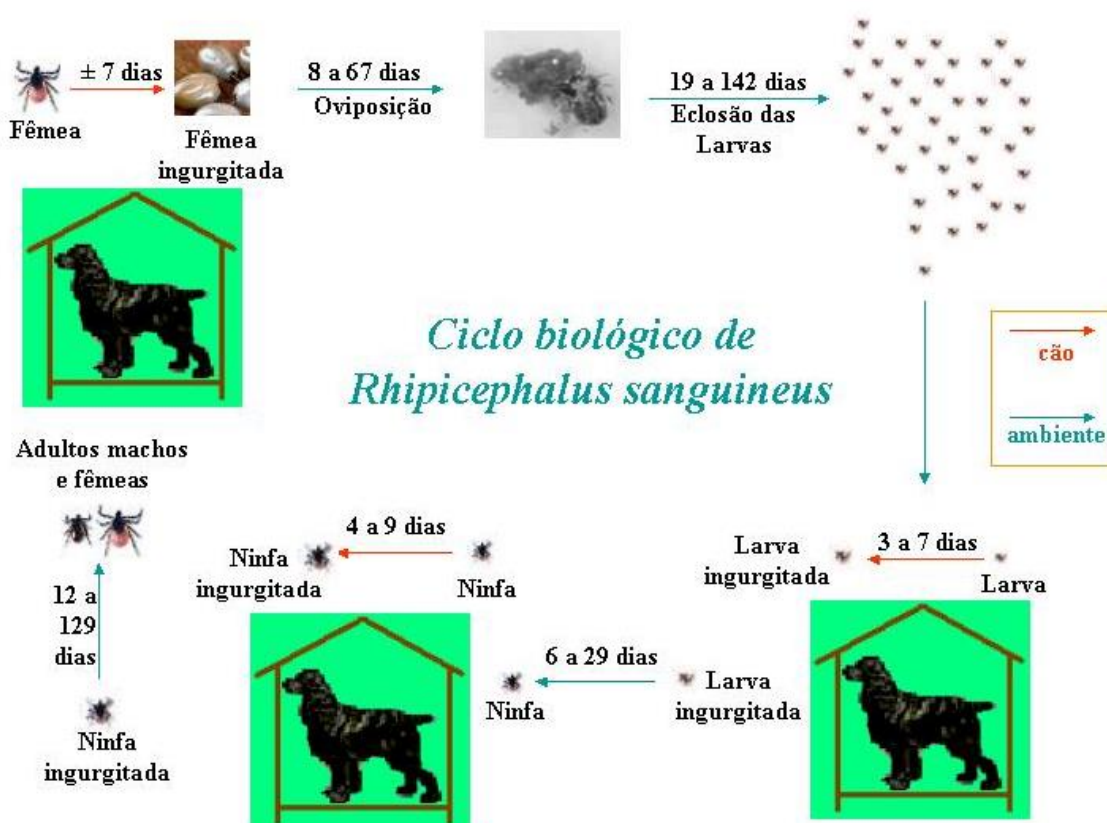 ± 7 dias
Fêmea
Fêmea
ingurgitada
8 a 67 dias
Oviposição
19 a 142 dias
Eclosão das
Larvas
Ciclo biológico de
Rhipicephalus sanguineus
cão
ambiente
Larva
3 a 7 dias
Larva
ingurgitada
Larva
ingurgitada
6 a 29 dias
Ninfa
Ninfa
4 a 9 dias
Ninfa
ingurgitada
Ninfa
ingurgitada
12 a
129
dias
Adultos machos
e fêmeas